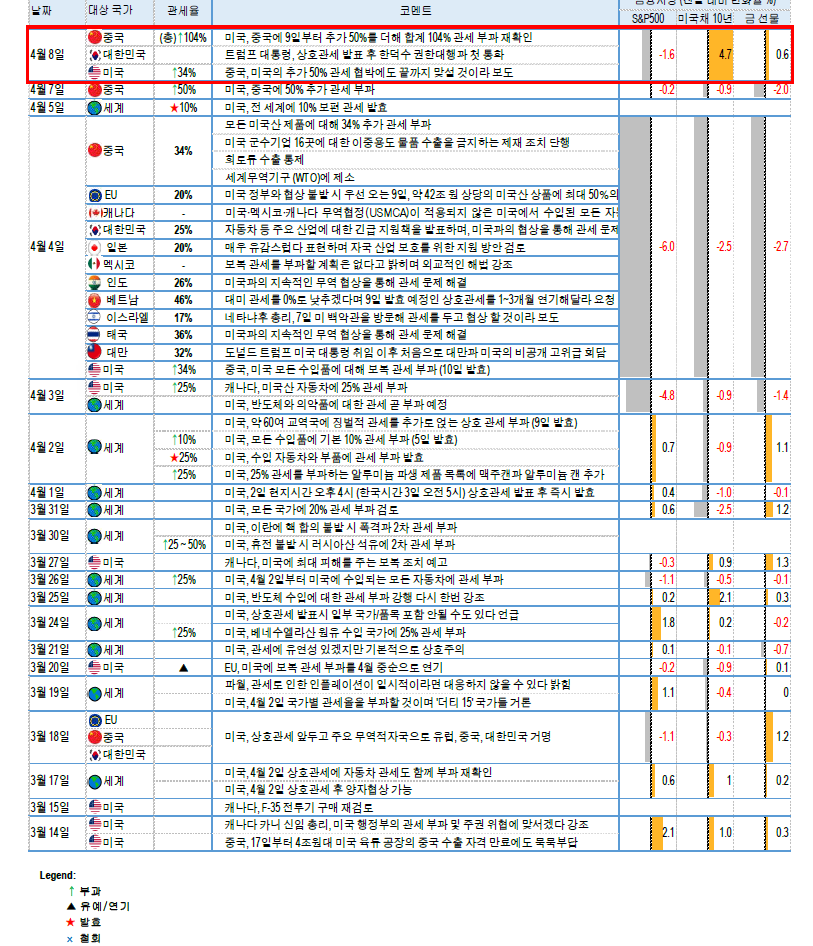 날짜 대상 국가 관세율 코멘트
S&P500 미국채 10년 금 선물
4월 8일 중국 (총)↑104% 미국, 중국에 9일부터 추가 50%를 더해 합계 104% 관세 부과 재확인
대한민국 트럼프 대통령, 상호관세 발표 후 한덕수 권한대행과 첫 통화 -1.6 4.7 0.6
미국 ↑34% 중국, 미국의 추가 50% 관세 협박에도 끝까지 맞설 것이라 보도
4월 7일 중국 ↑50% 미국, 중국에 50% 추가 관세 부과 -0.2 -0.9 -2.0
4월 5일 세계 ★10% 미국, 전 세계에 10% 보편 관세 발효
4월 4일 중국 34% 모든 미국산 제품에 대해 34% 추가 관세 부과
미국 군수기업 16곳에 대한 이중용도 물품 수출을 금지하는 제재 조치 단행
희토류 수출 통제
세계무역기구(WTO)에 제소
EU 20% 미국 정부와 협상 불발 시 우선 오는 9일, 약 42조 원 상당의 미국산 상품에 최대 50%의
캐나다 - 미국-멕시코-캐나다 무역협정(USMCA)이 적용되지 않은 미국에서 수입된 모든 자동
대한민국 25% 자동차 등 주요 산업에 대한 긴급 지원책을 발표하며, 미국과의 협상을 통해 관세 문제
일본 20% 매우 유감스럽다 표현하며 자국 산업 보호를 위한 지원 방안 검토 -6.0 -2.5 -2.7
멕시코 - 보복 관세를 부과할 계획은 없다고 밝히며 외교적인 해법 강조
인도 26% 미국과의 지속적인 무역 협상을 통해 관세 문제 해결
베트남 46% 대미 관세를 0%로 낮추겠다며 9일 발효 예정인 상호관세를 1~3개월 연기해달라 요청
이스라엘 17% 네타냐후 총리, 7일 미 백악관을 방문해 관세를 두고 협상 할 것이라 보도
태국 36% 미국과의 지속적인 무역 협상을 통해 관세 문제 해결
대만 32% 도널드 트럼프 미국 대통령 취임 이후 처음으로 대만과 미국의 비공개 고위급 회담
미국 ↑34% 중국, 미국 모든 수입품에 대해 보복 관세 부과 (10일 발효)
4월 3일 미국 ↑25% 캐나다, 미국산 자동차에 25% 관세 부과 -4.8 -0.9 -1.4
세계 미국, 반도체와 의약품에 대한 관세 곧 부과 예정
4월 2일 세계 미국, 약 60여 교역국에 징벌적 관세를 추가로 얹는 상호 관세 부과 (9일 발효)
↑10% 미국, 모든 수입품에 기본 10% 관세 부과 (5일 발효) 0.7 -0.9 1.1
★25% 미국, 수입 자동차와 부품에 관세 부과 발효
↑25% 미국, 25% 관세를 부과하는 알루미늄 파생 제품 목록에 맥주캔과 알루미늄 캔 추가
4월 1일 세계 미국, 2일 현지시간 오후 4시 (한국시간 3일 오전 5시) 상호관세 발표 후 즉시 발효 0.4 -1.0 -0.1
3월 31일 세계 미국, 모든 국가에 20% 관세 부과 검토 0.6 -2.5 1.2
3월 30일 세계 미국, 이란에 핵 합의 불발 시 폭격과 2차 관세 부과
↑25~50% 미국, 휴전 불발 시 러시아산 석유에 2차 관세 부과
3월 27일 미국 캐나다, 미국에 최대 피해를 주는 보복 조치 예고 -0.3 0.9 1.3
3월 26일 세계 ↑25% 미국, 4월 2일부터 미국에 수입되는 모든 자동차에 관세 부과 -1.1 -0.5 -0.1
3월 25일 세계 미국, 반도체 수입에 대한 관세 부과 강행 다시 한번 강조 0.2 2.1 0.3
3월 24일 세계 미국, 상호관세 발표시 일부 국가/품목 포함 안될 수도 있다 언급 1.8 0.2 -0.2
↑25% 미국, 베네수엘라산 원유 수입 국가에 25% 관세 부과
3월 21일 세계 미국, 관세에 유연성 있겠지만 기본적으로 상호주의 0.1 -0.1 -0.7
3월 20일 미국 ▲ EU, 미국에 보복 관세 부과를 4월 중순으로 연기 -0.2 -0.9 0.1
3월 19일 세계 파월, 관세로 인한 인플레이션이 일시적이라면 대응하지 않을 수 있다 밝힘 1.1 -0.4 0
미국, 4월 2일 국가별 관세율을 부과할 것이며 '더티 15' 국가들 거론
3월 18일 EU
중국 미국, 상호관세 앞두고 주요 무역적자국으로 유럽, 중국, 대한민국 거명 -1.1 -0.3 1.2
대한민국
3월 17일 세계 미국, 4월 2일 상호관세에 자동차 관세도 함께 부과 재확인 0.6 1 0.2
미국, 4월 2일 상호관세 후 양자협상 가능
3월 15일 미국 캐나다, F-35 전투기 구매 재검토
3월 14일 미국 캐나다 카니 신임 총리, 미국 행정부의 관세 부과 및 주권 위협에 맞서겠다 강조 2.1 1.0 0.3
미국 중국, 17일부터 4조원대 미국 육류 공장의 중국 수출 자격 만료에도 묵묵부답
Legend:
↑ 부과
▲ 유예/연기
★ 발효
x 철회